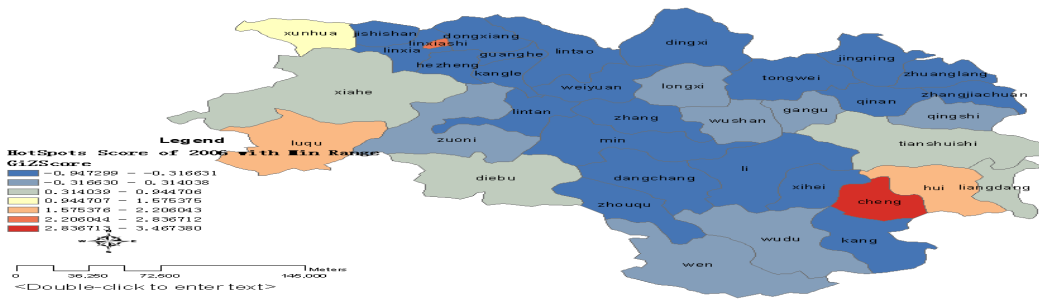 xunhua
jishishan
dongxiang
linxiashi
linxia
guanghe
lintao
dingxi
hezheng
kangle
jingning
tongwei
zhuanglang
xiahe
weiyuan
longxi
zhangjiachuan
qinan
lintan
gangu
zhang
wushan
qingshi
luqu
zuoni
min
tianshuishi
diebu
dangchang
li
xihei
hui
liangdang
zhouqu
cheng
wudu
kang
wen
Legend
HotSpots Score of 2006 with Min Range
GiZScore
-0.947299 - -0.316631
-0.316630 - 0.314038
0.314039 - 0.944706
0.944707 - 1.575375
1.575376 - 2.206043
2.206044 - 2.836712
2.836713 - 3.467380
N
W E
S
0 36,250 72,500 145,000 Meters
<Double-click to enter text>